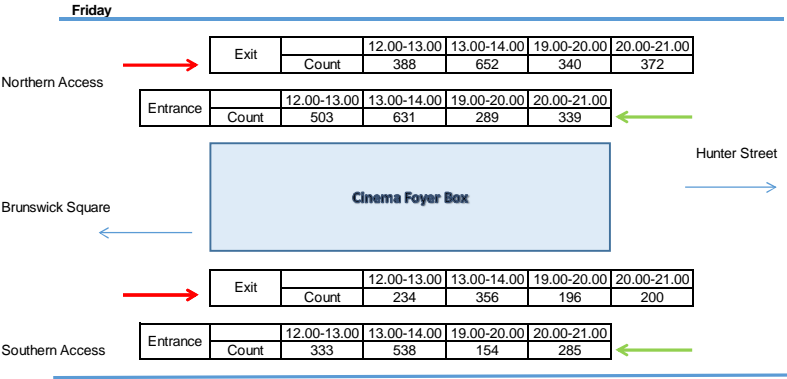 Friday
Exit 12.00-13.00 13.00-14.00 19.00-20.00 20.00-21.00
Count 388 652 340 372
Northern Access
Entrance 12.00-13.00 13.00-14.00 19.00-20.00 20.00-21.00
Count 503 631 289 339
Hunter Street
Cinema Foyer Box
Brunswick Square
Exit 12.00-13.00 13.00-14.00 19.00-20.00 20.00-21.00
Count 234 356 196 200
Entrance 12.00-13.00 13.00-14.00 19.00-20.00 20.00-21.00
Southern Access
Count 333 538 154 285